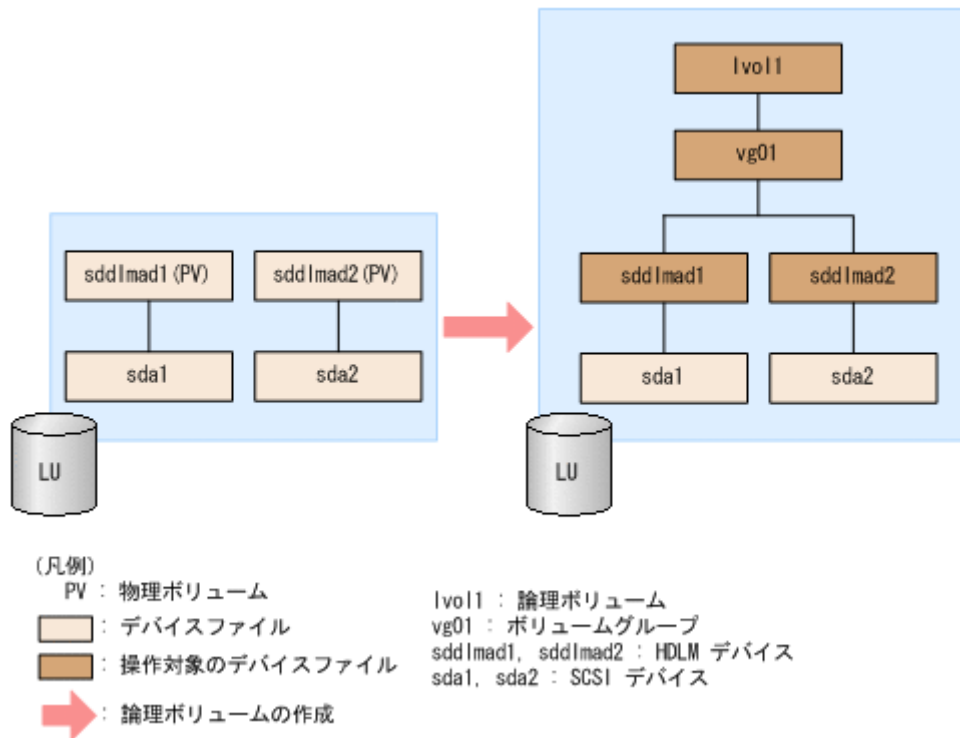 sddlmad1(PV)
sddlmad2(PV)
sda1
sda2
LU
lvol1
vg01
sddlmad1
sddlmad2
sda1
sda2
LU
(凡例)
PV : 物理ボリューム
: デバイスファイル
: 操作対象のデバイスファイル
: 論理ボリュームの作成
lvol1 : 論理ボリューム
vg01 : ボリュームグループ
sddlmad1, sddlmad2 : HDLM デバイス
sda1, sda2 : SCSI デバイス